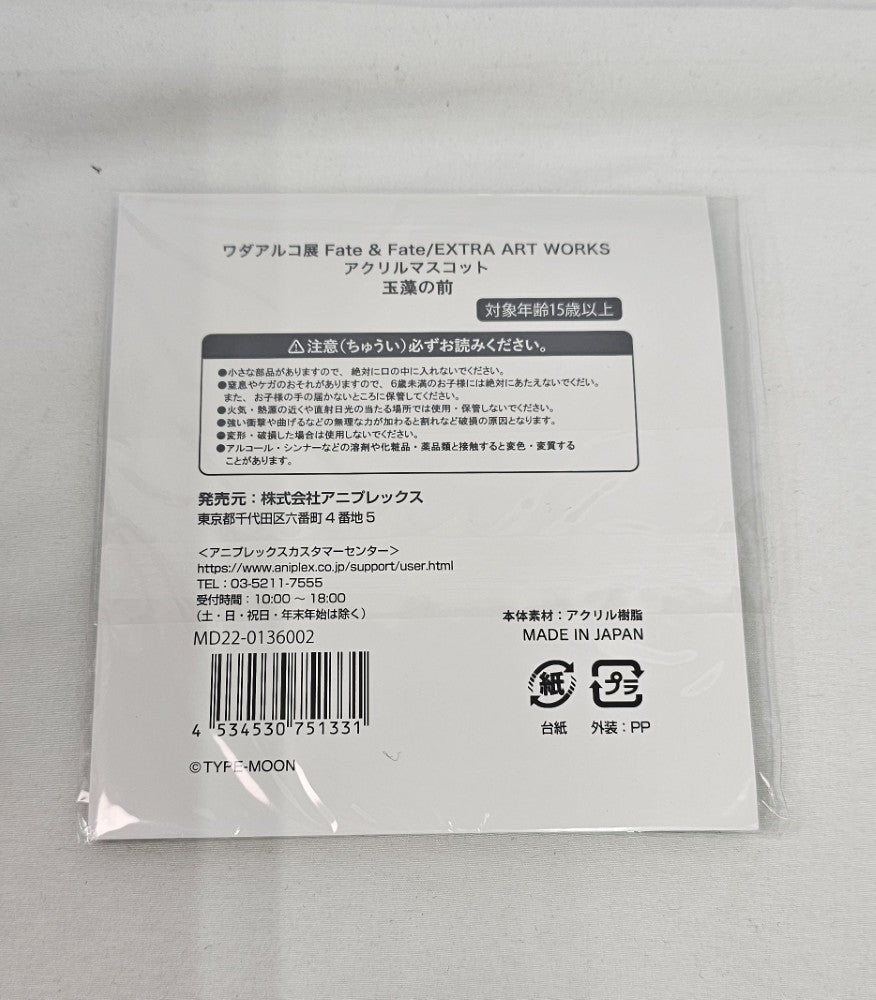 ワダアルコ展 Fate & Fate/EXTRA ART WORKS
アクリルマスコット
玉藻の前
対象年齢15歳以上
注意(ちゅうい)必ずお読みください。
●小さな部品がありますので、絶対に口の中に入れないでください。
●窒息やケガのおそれがありますので、6歳未満のお子様には絶対にあたえないでください。
また、お子様の手の届かないところに保管してください。
●火気・熱源の近くや直射日光の当たる場所では使用・保管しないでください。
●強い衝撃や曲げるなどの無理な力が加わると割れなど破損の原因となります。
●変形・破損した場合は使用しないでください。
●アルコール・シンナーなどの溶剤や化粧品・薬品類と接触すると変色・変質する
ことがあります。
発売元:株式会社アニプレックス
東京都千代田区六番町4番地5
<アニプレックスカスタマーセンター>
https://www.aniplex.co.jp/support/user.html
TEL:03-5211-7555
受付時間:10:00~18:00
(土・日・祝日・年末年始は除く)
MD22-0136002
4 534530 751331
©TYPE-MOON
本体素材:アクリル樹脂
MADE IN JAPAN
紙 プラ
台紙 外装:PP